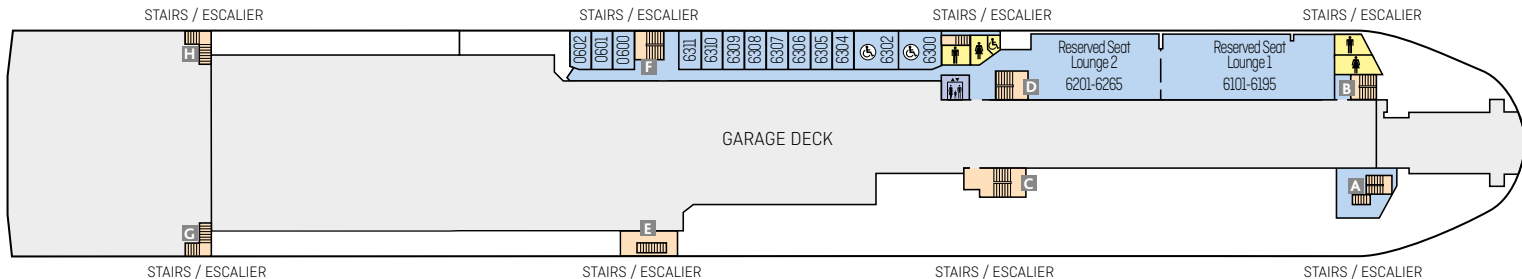 STAIRS / ESCALIER
STAIRS / ESCALIER
STAIRS / ESCALIER
STAIRS / ESCALIER
H
0602
0601
0600
F
6311
6310
6309
6308
6307
6306
6305
6304
6302
6300
D
Reserved Seat
Lounge 2
6201-6265
Reserved Seat
Lounge 1
6101-6195
B
GARAGE DECK
C
A
G
E
STAIRS / ESCALIER
STAIRS / ESCALIER
STAIRS / ESCALIER
STAIRS / ESCALIER